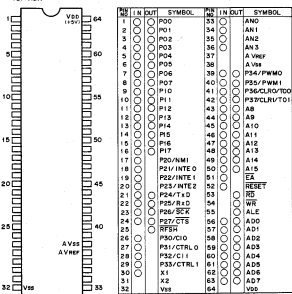 VDD
(+5V)
1
64
5
60
10
55
15
50
20
45
25
40
AVSS
AVREF
32
VSS
33
PIN NO IN OUT SYMBOL
1 P00
2 P01
3 P02
4 P03
5 P04
6 P05
7 P06
8 P07
9 P10
10 P11
11 P12
12 P13
13 P14
14 P15
15 P16
16 P17
17 P20/NMI
18 P21/INTE0
19 P22/INTE1
20 P23/INTE2
21 P24/TxD
22 P25/RxD
23 P26/SCK
24 P27/CTS
25 RFSH
26 P30/CI0
27 P31/CTRL0
28 P32/CI1
29 P33/CTRL1
30 X1
31 X2
32 VSS
PIN NO IN OUT SYMBOL
33 AN0
34 AN1
35 AN2
36 AN3
37 AVREF
38 AVSS
39 P34/PWM0
40 P35/PWM1
41 P36/CLR0/TO0
42 P37/CLR1/TO1
43 A8
44 A9
45 A10
46 A11
47 A12
48 A13
49 A14
50 A15
51 EA
52 RESET
53 RD
54 WR
55 ALE
56 AD0
57 AD1
58 AD2
59 AD3
60 AD4
61 AD5
62 AD6
63 AD7
64 VDD